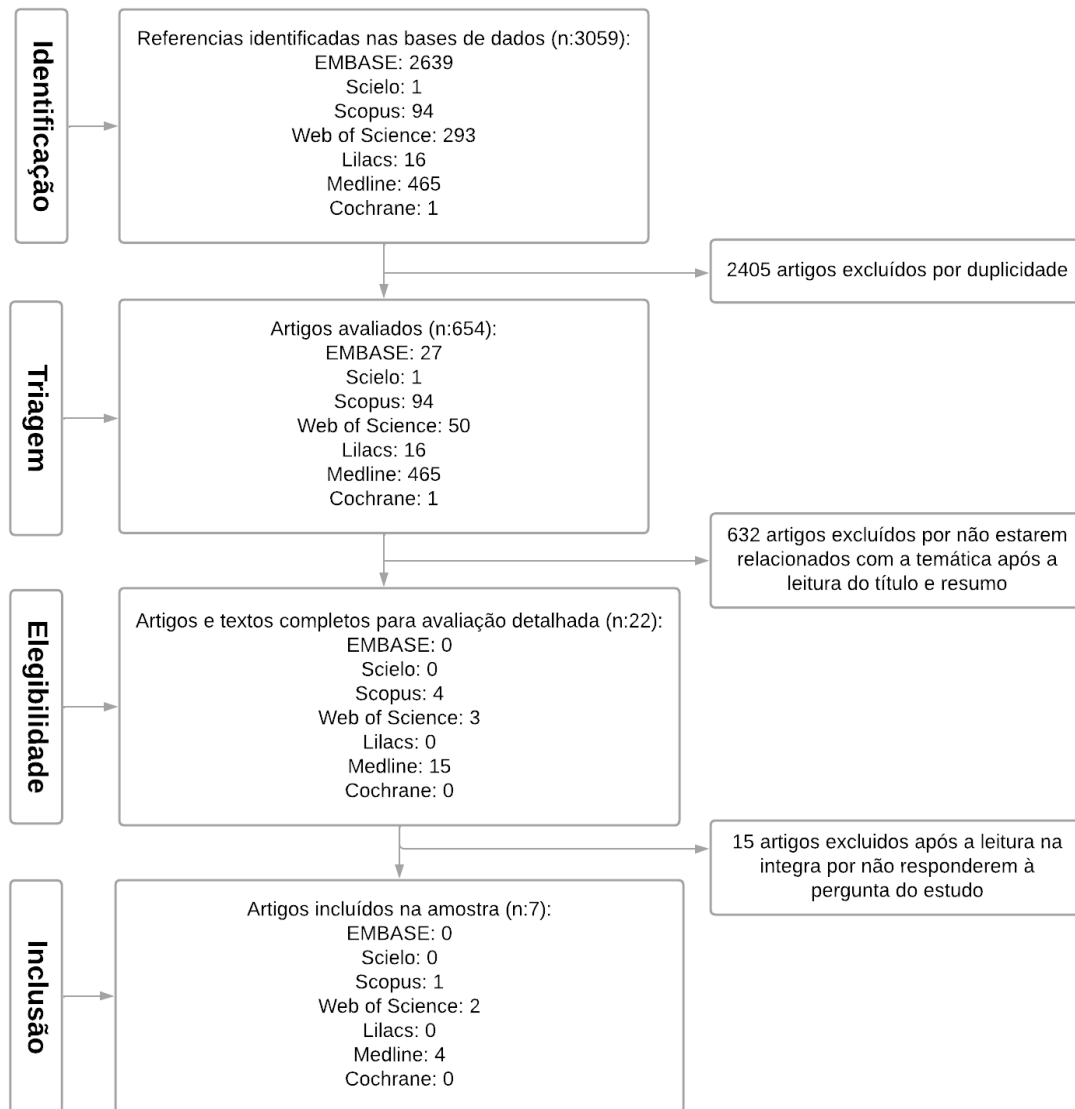 Identificação
Referencias identificadas nas bases de dados (n:3059):
EMBASE: 2639
Scielo: 1
Scopus: 94
Web of Science: 293
Lilacs: 16
Medline: 465
Cochrane: 1
2405 artigos excluídos por duplicidade
Triagem
Artigos avaliados (n:654):
EMBASE: 27
Scielo: 1
Scopus: 94
Web of Science: 50
Lilacs: 16
Medline: 465
Cochrane: 1
632 artigos excluídos por não estarem
relacionados com a temática após a
leitura do título e resumo
Elegibilidade
Artigos e textos completos para avaliação detalhada (n:22):
EMBASE: 0
Scielo: 0
Scopus: 4
Web of Science: 3
Lilacs: 0
Medline: 15
Cochrane: 0
15 artigos excluidos após a leitura na
integra por não responderem à
pergunta do estudo
Inclusão
Artigos incluídos na amostra (n:7):
EMBASE: 0
Scielo: 0
Scopus: 1
Web of Science: 2
Lilacs: 0
Medline: 4
Cochrane: 0